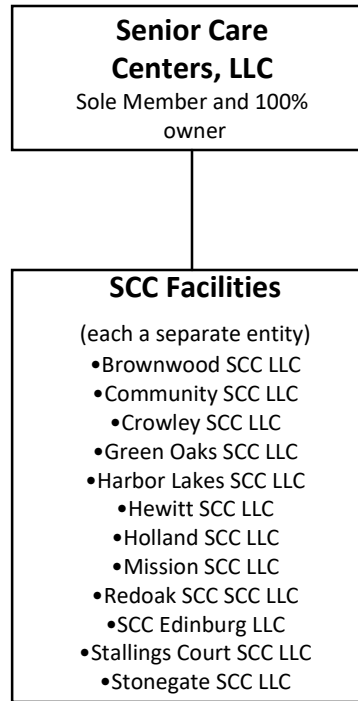 Senior Care
Centers, LLC
Sole Member and 100%
owner
SCC Facilities
(each a separate entity)
•Brownwood SCC LLC
•Community SCC LLC
•Crowley SCC LLC
•Green Oaks SCC LLC
•Harbor Lakes SCC LLC
•Hewitt SCC LLC
•Holland SCC LLC
•Mission SCC LLC
•Redoak SCC SCC LLC
•SCC Edinburg LLC
•Stallings Court SCC LLC
•Stonegate SCC LLC